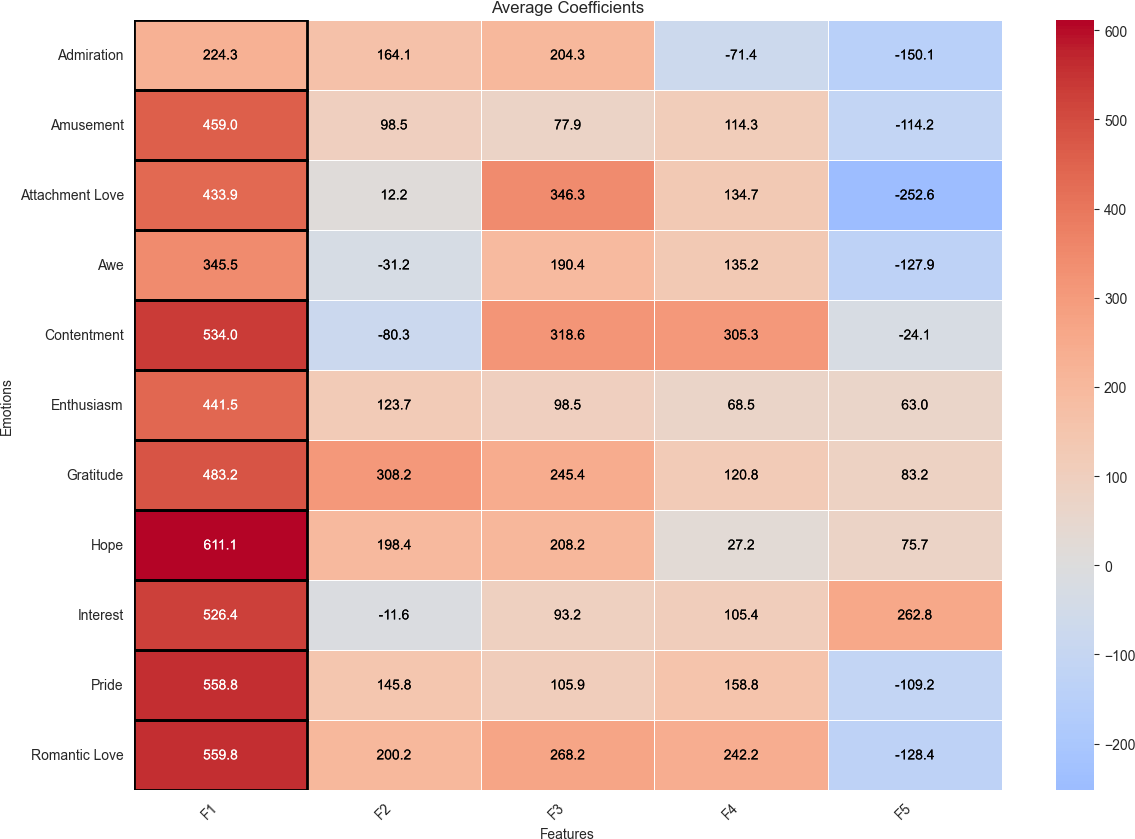 Average Coefficients
Admiration 224.3 164.1 204.3 -71.4 -150.1
Amusement 459.0 98.5 77.9 114.3 -114.2
Attachment Love 433.9 12.2 346.3 134.7 -252.6
Awe 345.5 -31.2 190.4 135.2 -127.9
Contentment 534.0 -80.3 318.6 305.3 -24.1
Enthusiasm 441.5 123.7 98.5 68.5 63.0
Gratitude 483.2 308.2 245.4 120.8 83.2
Hope 611.1 198.4 208.2 27.2 75.7
Interest 526.4 -11.6 93.2 105.4 262.8
Pride 558.8 145.8 105.9 158.8 -109.2
Romantic Love 559.8 200.2 268.2 242.2 -128.4
F1 F2 F3 F4 F5
Features
Emotions
600
500
400
300
200
100
0
−100
−200